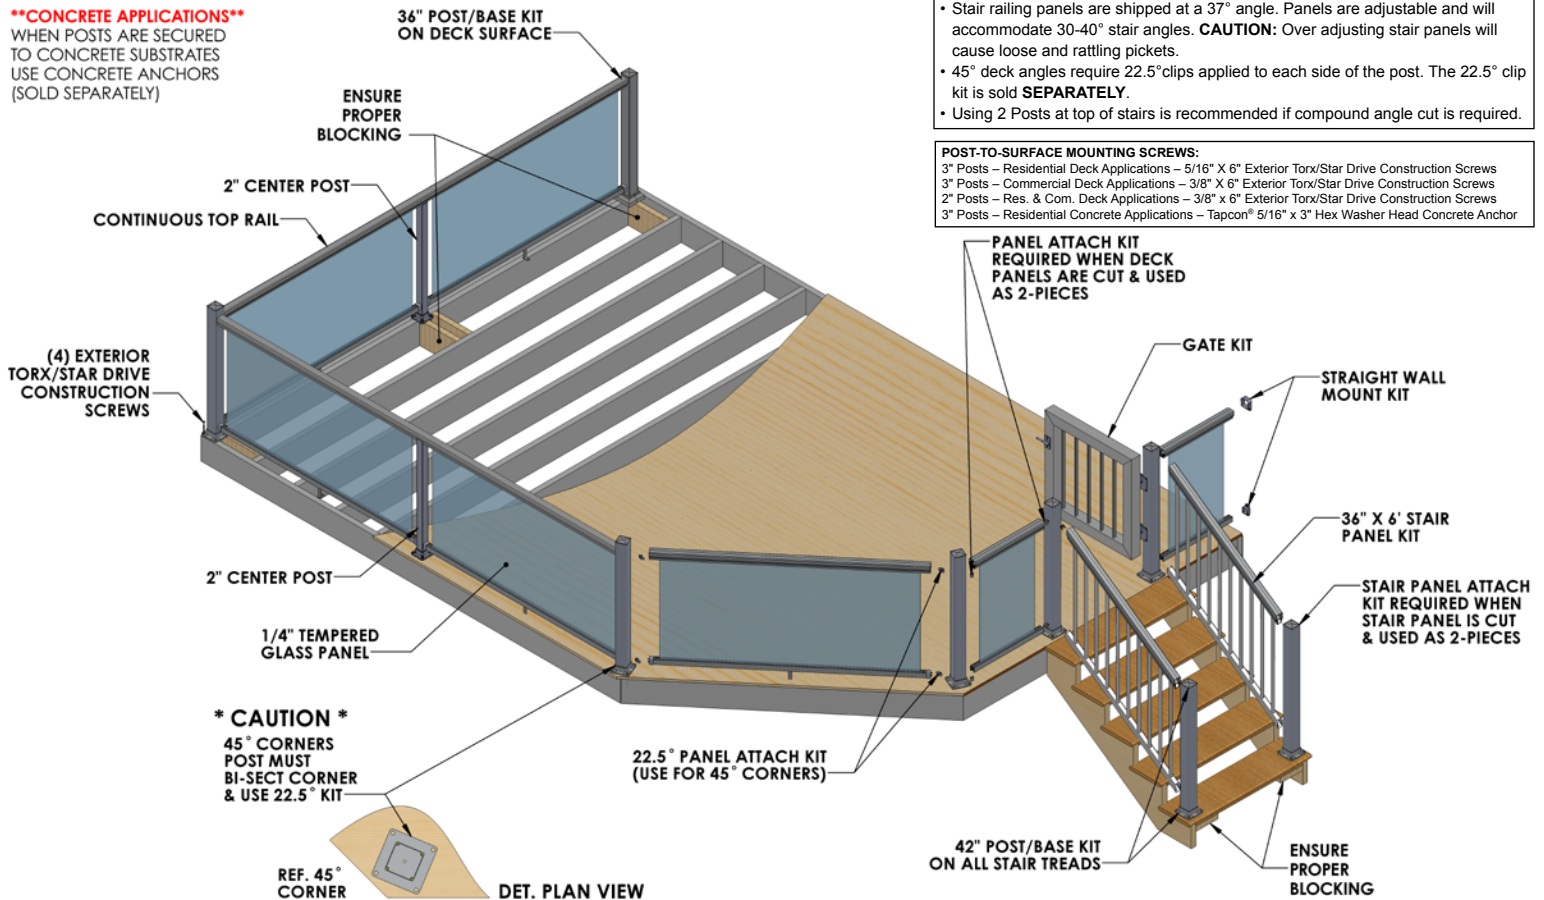 **CONCRETE APPLICATIONS**
WHEN POSTS ARE SECURED
TO CONCRETE SUBSTRATES
USE CONCRETE ANCHORS
(SOLD SEPARATELY)
36" POST/BASE KIT
ON DECK SURFACE
• Stair railing panels are shipped at a 37° angle. Panels are adjustable and will
accommodate 30-40° stair angles. CAUTION: Over adjusting stair panels will
cause loose and rattling pickets.
• 45° deck angles require 22.5°clips applied to each side of the post. The 22.5° clip
kit is sold SEPARATELY.
• Using 2 Posts at top of stairs is recommended if compound angle cut is required.
POST-TO-SURFACE MOUNTING SCREWS:
3" Posts – Residential Deck Applications – 5/16" X 6" Exterior Torx/Star Drive Construction Screws
3" Posts – Commercial Deck Applications – 3/8" X 6" Exterior Torx/Star Drive Construction Screws
2" Posts – Res. & Com. Deck Applications – 3/8" x 6" Exterior Torx/Star Drive Construction Screws
3" Posts – Residential Concrete Applications – Tapcon® 5/16" x 3" Hex Washer Head Concrete Anchor
ENSURE
PROPER
BLOCKING
2" CENTER POST
CONTINUOUS TOP RAIL
PANEL ATTACH KIT
REQUIRED WHEN DECK
PANELS ARE CUT & USED
AS 2-PIECES
GATE KIT
(4) EXTERIOR
TORX/STAR DRIVE
CONSTRUCTION
SCREWS
STRAIGHT WALL
MOUNT KIT
36" X 6' STAIR
PANEL KIT
2" CENTER POST
STAIR PANEL ATTACH
KIT REQUIRED WHEN
STAIR PANEL IS CUT
& USED AS 2-PIECES
1/4" TEMPERED
GLASS PANEL
* CAUTION *
45° CORNERS
POST MUST
BI-SECT CORNER
& USE 22.5° KIT
22.5° PANEL ATTACH KIT
(USE FOR 45° CORNERS)
42" POST/BASE KIT
ON ALL STAIR TREADS
ENSURE
PROPER
BLOCKING
REF. 45°
CORNER
DET. PLAN VIEW